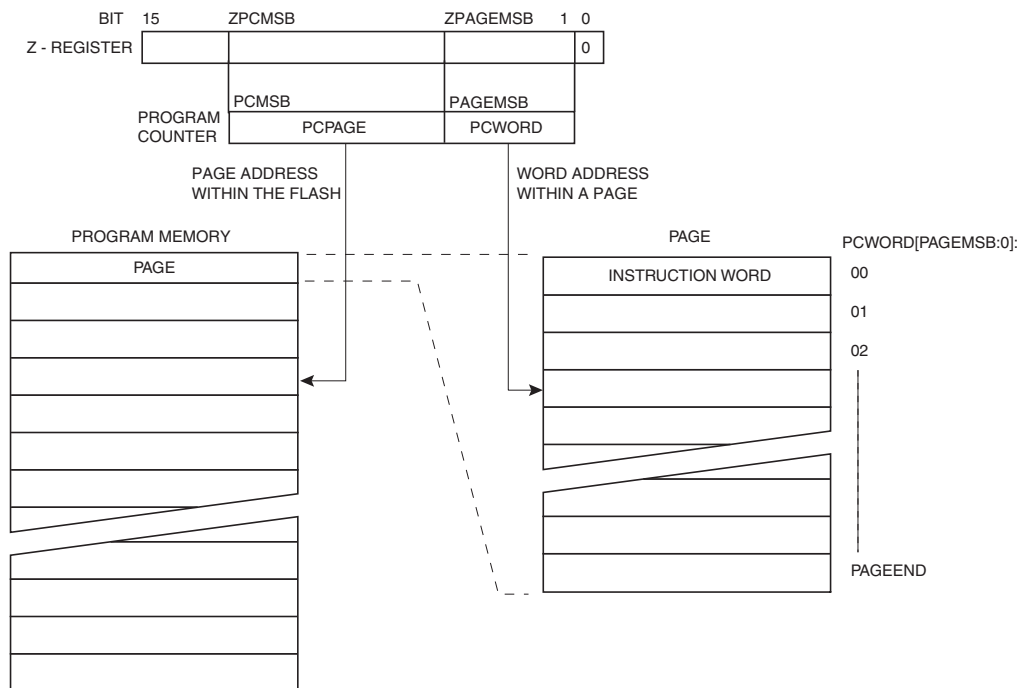 BIT 15 ZPCMSB ZPAGEMSB 1 0
Z - REGISTER 0
PCMSB PAGEMSB
PROGRAM
COUNTER
PCPAGE PCWORD
PAGE ADDRESS
WITHIN THE FLASH
WORD ADDRESS
WITHIN A PAGE
PROGRAM MEMORY
PAGE
PAGE
PCWORD[PAGEMSB:0]:
INSTRUCTION WORD
00
01
02
PAGEEND